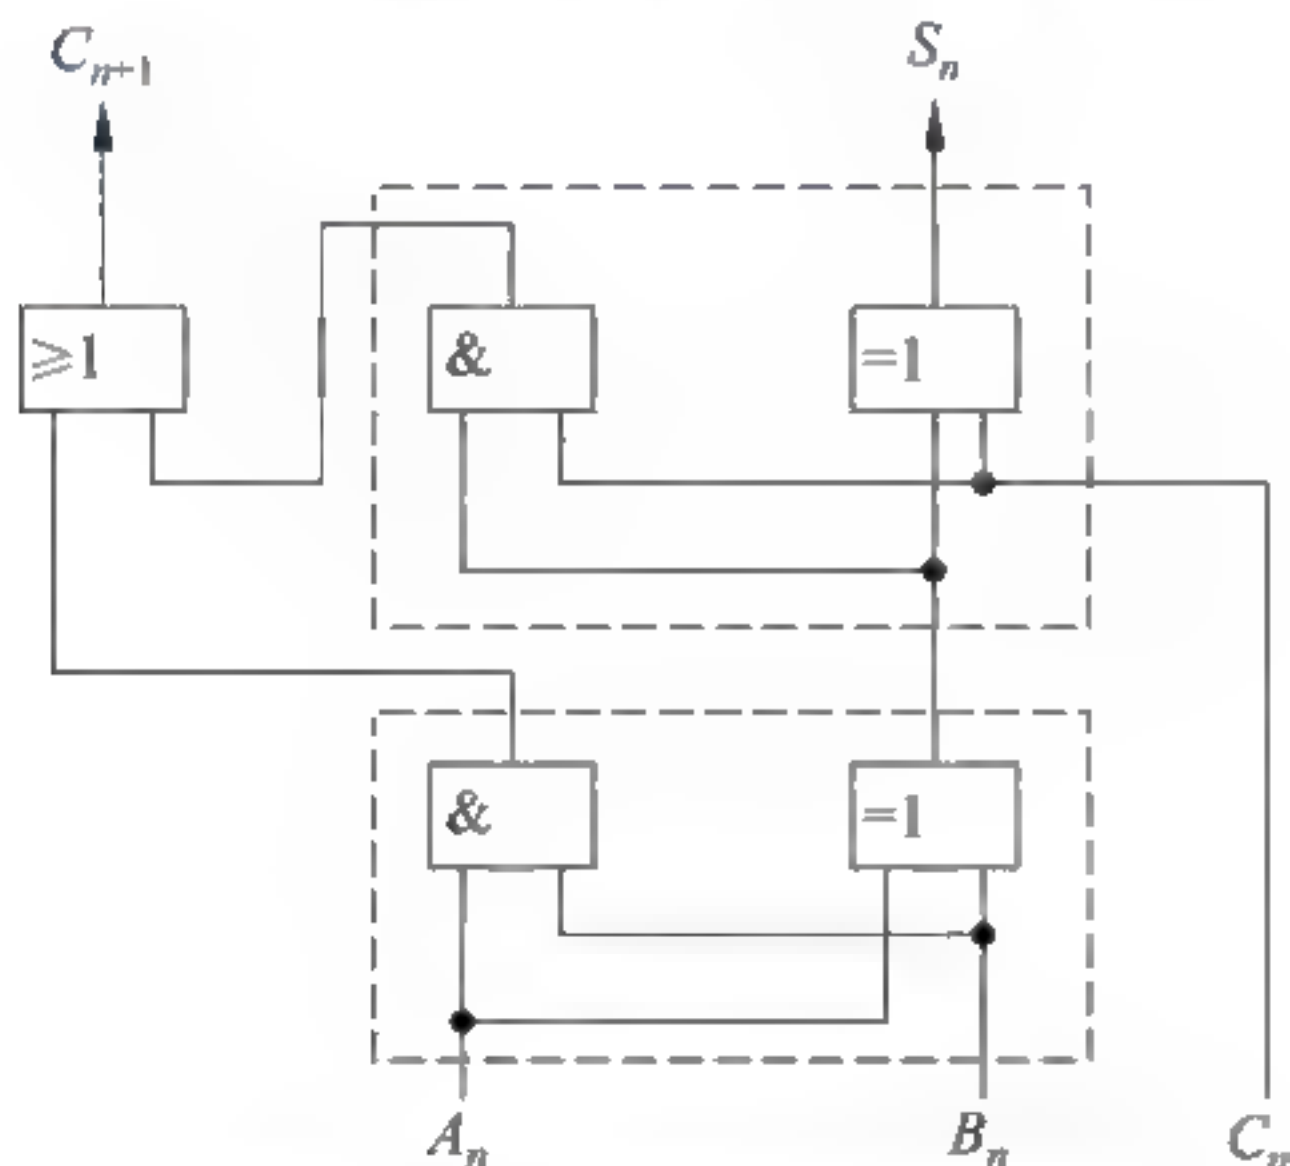 C_{n+1}
S_n
≥1
&
=1
&
=1
A_n
B_n
C_n